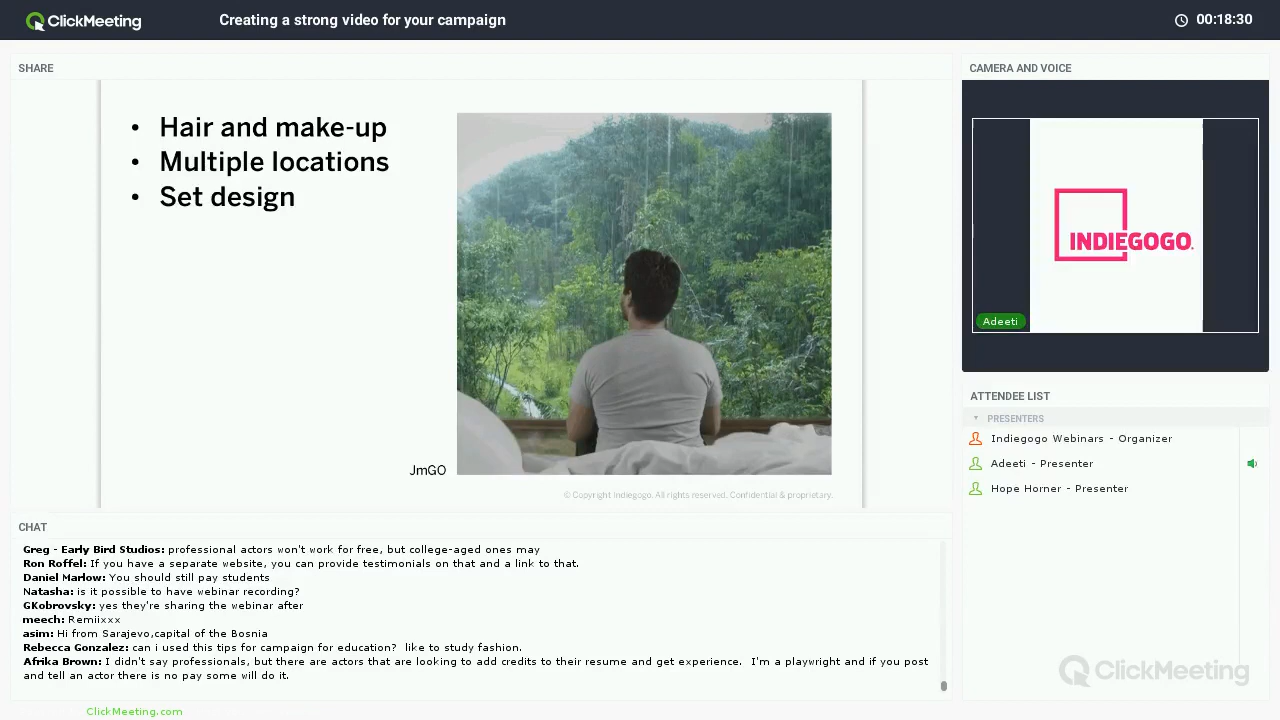 ClickMeeting
Creating a strong video for your campaign
00:18:30
SHARE
• Hair and make-up
• Multiple locations
• Set design
JmGO
© Copyright Indiegogo. All rights reserved. Confidential & proprietary.
CAMERA AND VOICE
INDIEGOGO.
Adeeti
ATTENDEE LIST
PRESENTERS
Indiegogo Webinars - Organizer
Adeeti - Presenter
Hope Horner - Presenter
CHAT
Greg - Early Bird Studios: professional actors won't work for free, but college-aged ones may
Ron Roffel: If you have a separate website, you can provide testimonials on that and a link to that.
Daniel Marlow: You should still pay students
Natasha: is it possible to have webinar recording?
GKobrovsky: yes they're sharing the webinar after
meech: Remiixxx
asim: Hi from Sarajevo,capital of the Bosnia
Rebecca Gonzalez: can i used this tips for campaign for education?  like to study fashion.
Afrika Brown: I didn't say professionals, but there are actors that are looking to add credits to their resume and get experience.  I'm a playwright and if you post
and tell an actor there is no pay some will do it.
ClickMeeting
ClickMeeting.com